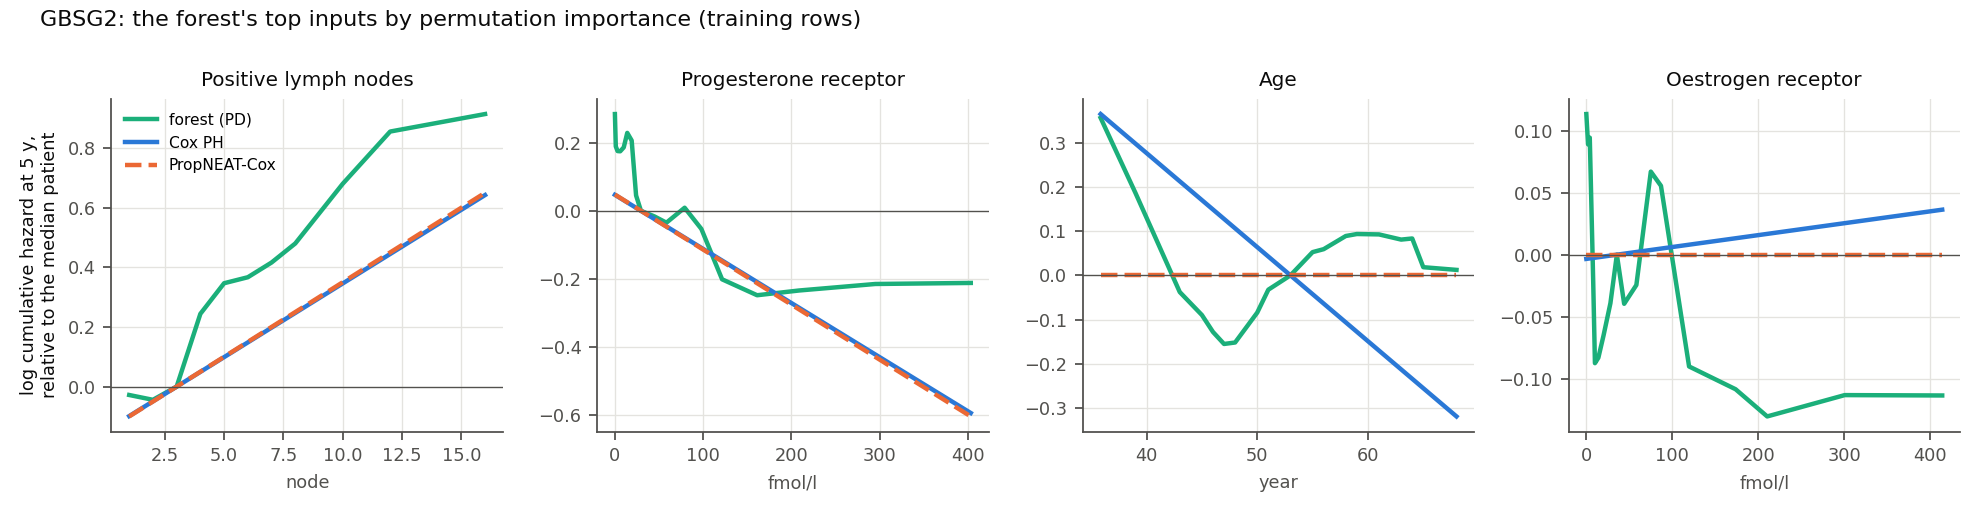 GBSG2: the forest's top inputs by permutation importance (training rows)
Positive lymph nodes
log cumulative hazard at 5 y,
relative to the median patient
0.8
0.6
0.4
0.2
0.0
forest (PD)
Cox PH
PropNEAT-Cox
2.5 5.0 7.5 10.0 12.5 15.0
node
Progesterone receptor
0.2
0.0
−0.2
−0.4
−0.6
0 100 200 300 400
fmol/l
Age
0.3
0.2
0.1
0.0
−0.1
−0.2
−0.3
40 50 60
year
Oestrogen receptor
0.10
0.05
0.00
−0.05
−0.10
0 100 200 300 400
fmol/l